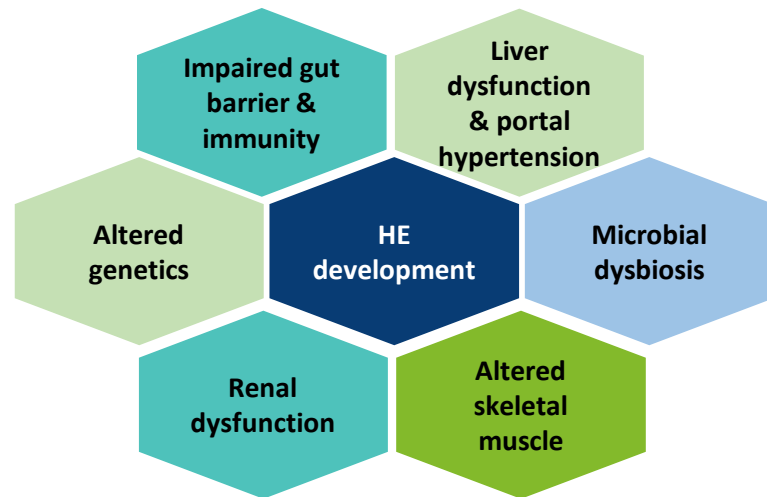 Impaired gut
barrier &
immunity
Liver
dysfunction
& portal
hypertension
Altered
genetics
HE
development
Microbial
dysbiosis
Renal
dysfunction
Altered
skeletal
muscle